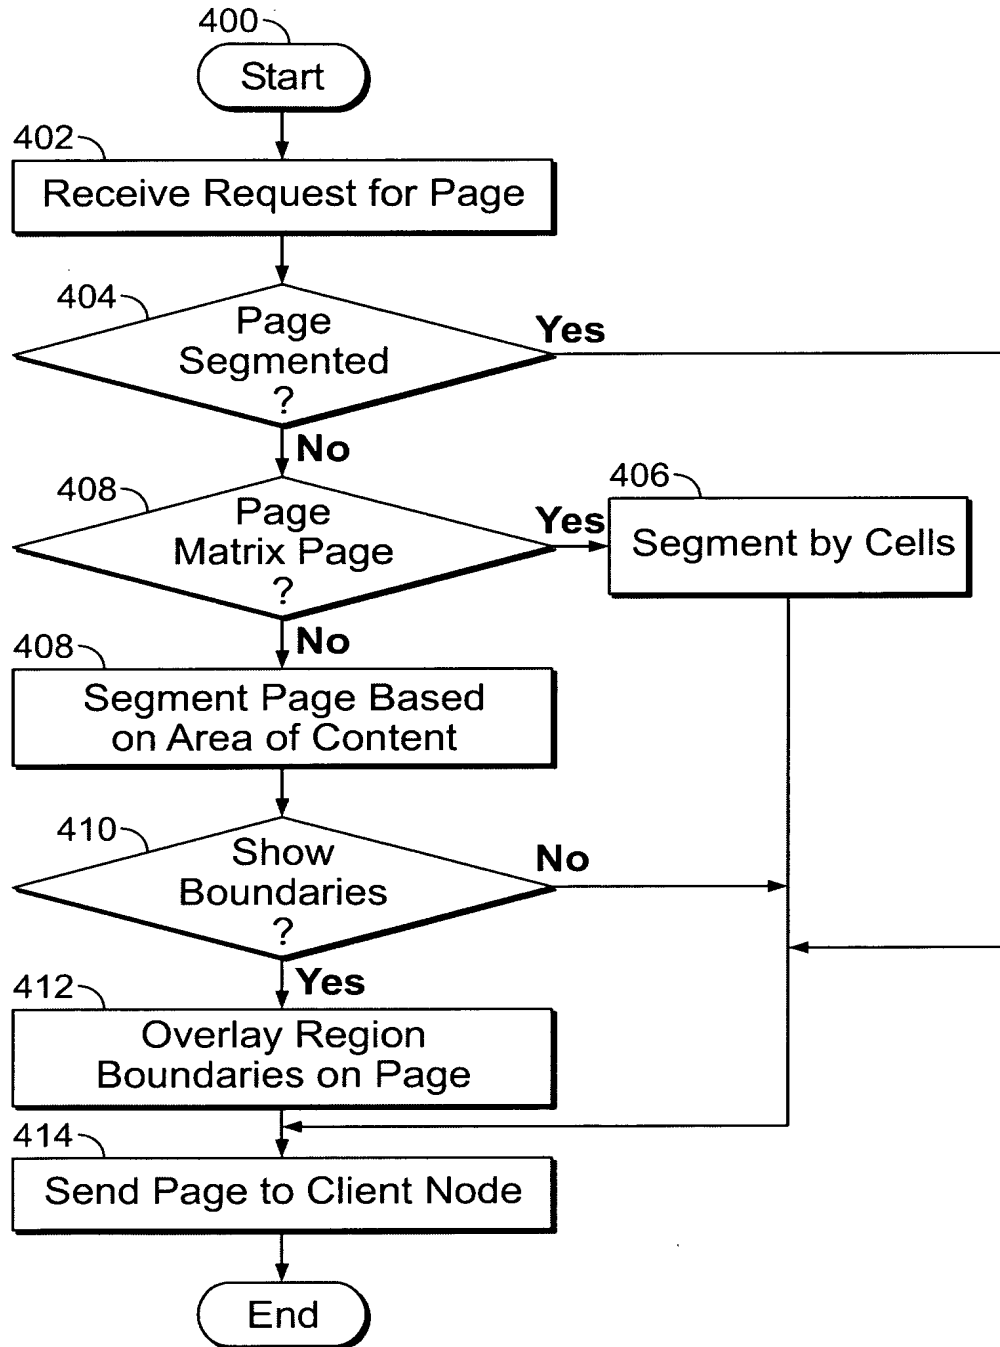 400
Start
402
Receive Request for Page
404
Page
Segmented
?
Yes
No
408
Page
Matrix Page
?
Yes
406
Segment by Cells
No
408
Segment Page Based
on Area of Content
410
Show
Boundaries
?
No
Yes
412
Overlay Region
Boundaries on Page
414
Send Page to Client Node
End